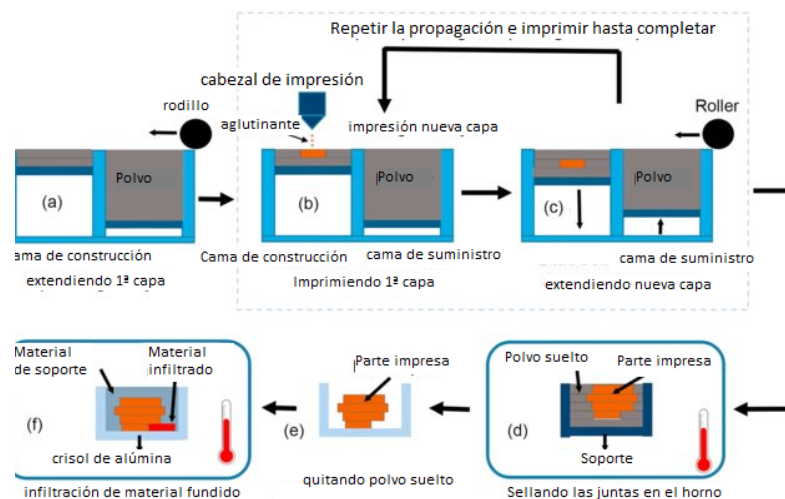 Repetir la propagación e imprimir hasta completar
cabezal de impresión
rodillo
aglutinante
impresión nueva capa
Roller
Polvo
Polvo
Polvo
(a)
(b)
(c)
ama de construcción
Cama de construcción
cama de suministro
cama de suministro
extendiendo 1ª capa
Imprimiendo 1ª capa
extendiendo nueva capa
Material
de soporte
Material
infiltrado
(f)
crisol de alúmina
infiltración de material fundido
Parte impresa
(e)
quitando polvo suelto
Polvo suelto
Parte impresa
(d)
Soporte
Sellando las juntas en el horno